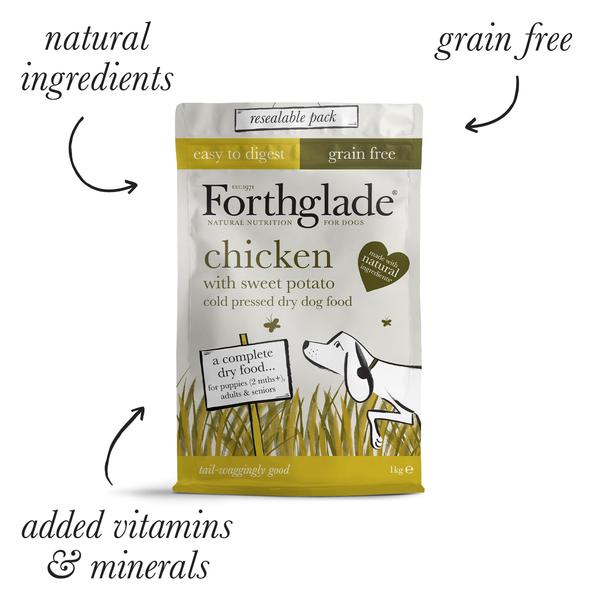 natural
ingredients
grain free
resealable pack
easy to digest
grain free
EST.1971
Forthglade®
NATURAL NUTRITION FOR DOGS
chicken
with sweet potato
cold pressed dry dog food
made with
natural
ingredients
a complete
dry food...
for puppies (2 mths+),
adults & seniors
tail-waggingly good
1kg ℮
added vitamins
& minerals